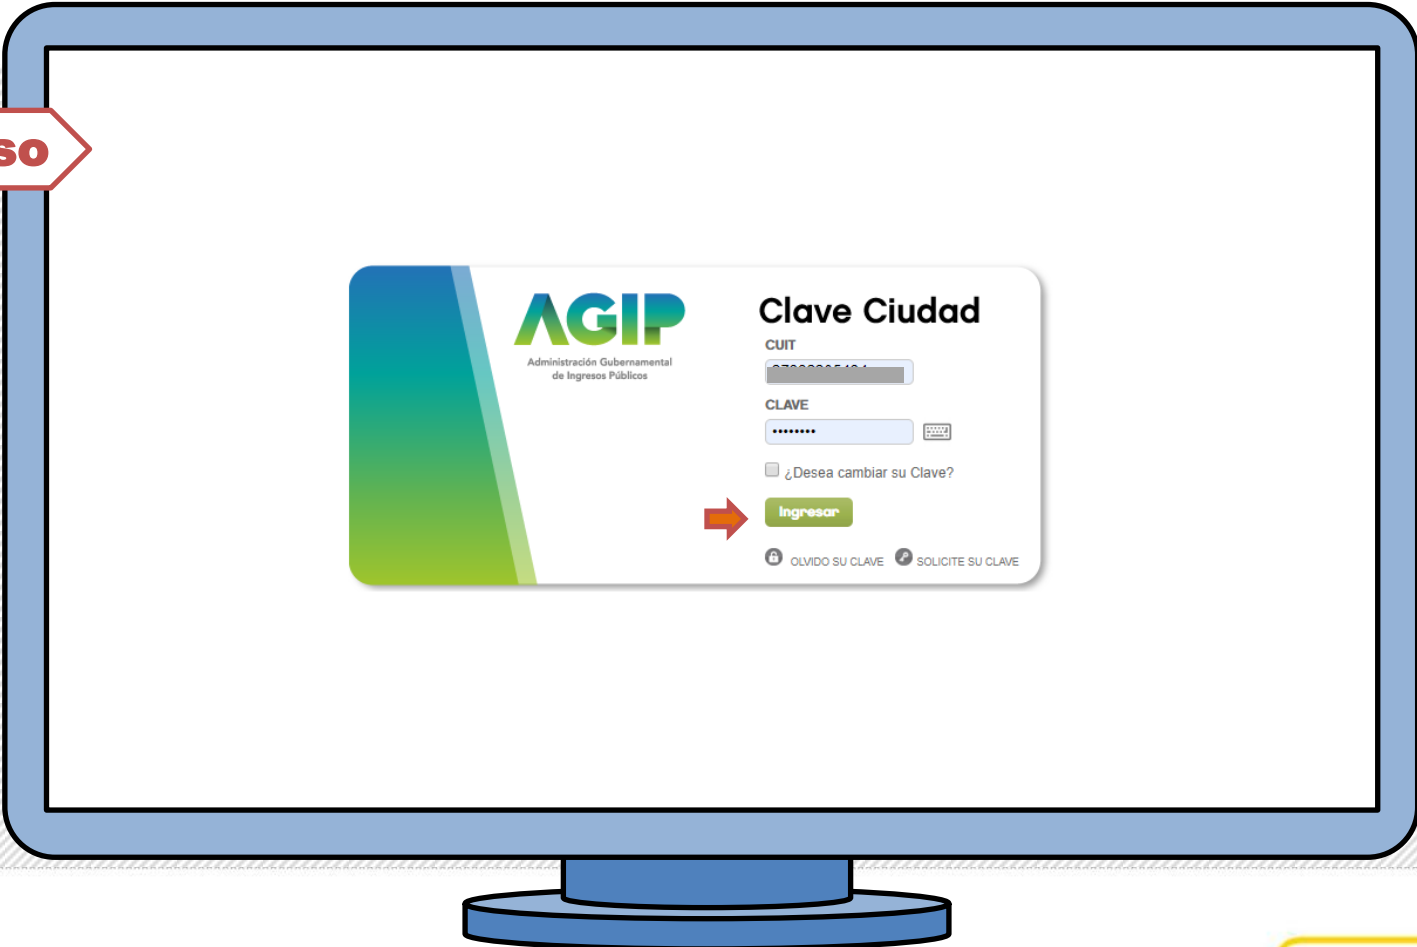 so
AGIP
Administración Gubernamental
de Ingresos Públicos
Clave Ciudad
CUIT
CLAVE
••••••••
¿Desea cambiar su Clave?
Ingresar
OLVIDO SU CLAVE SOLICITE SU CLAVE